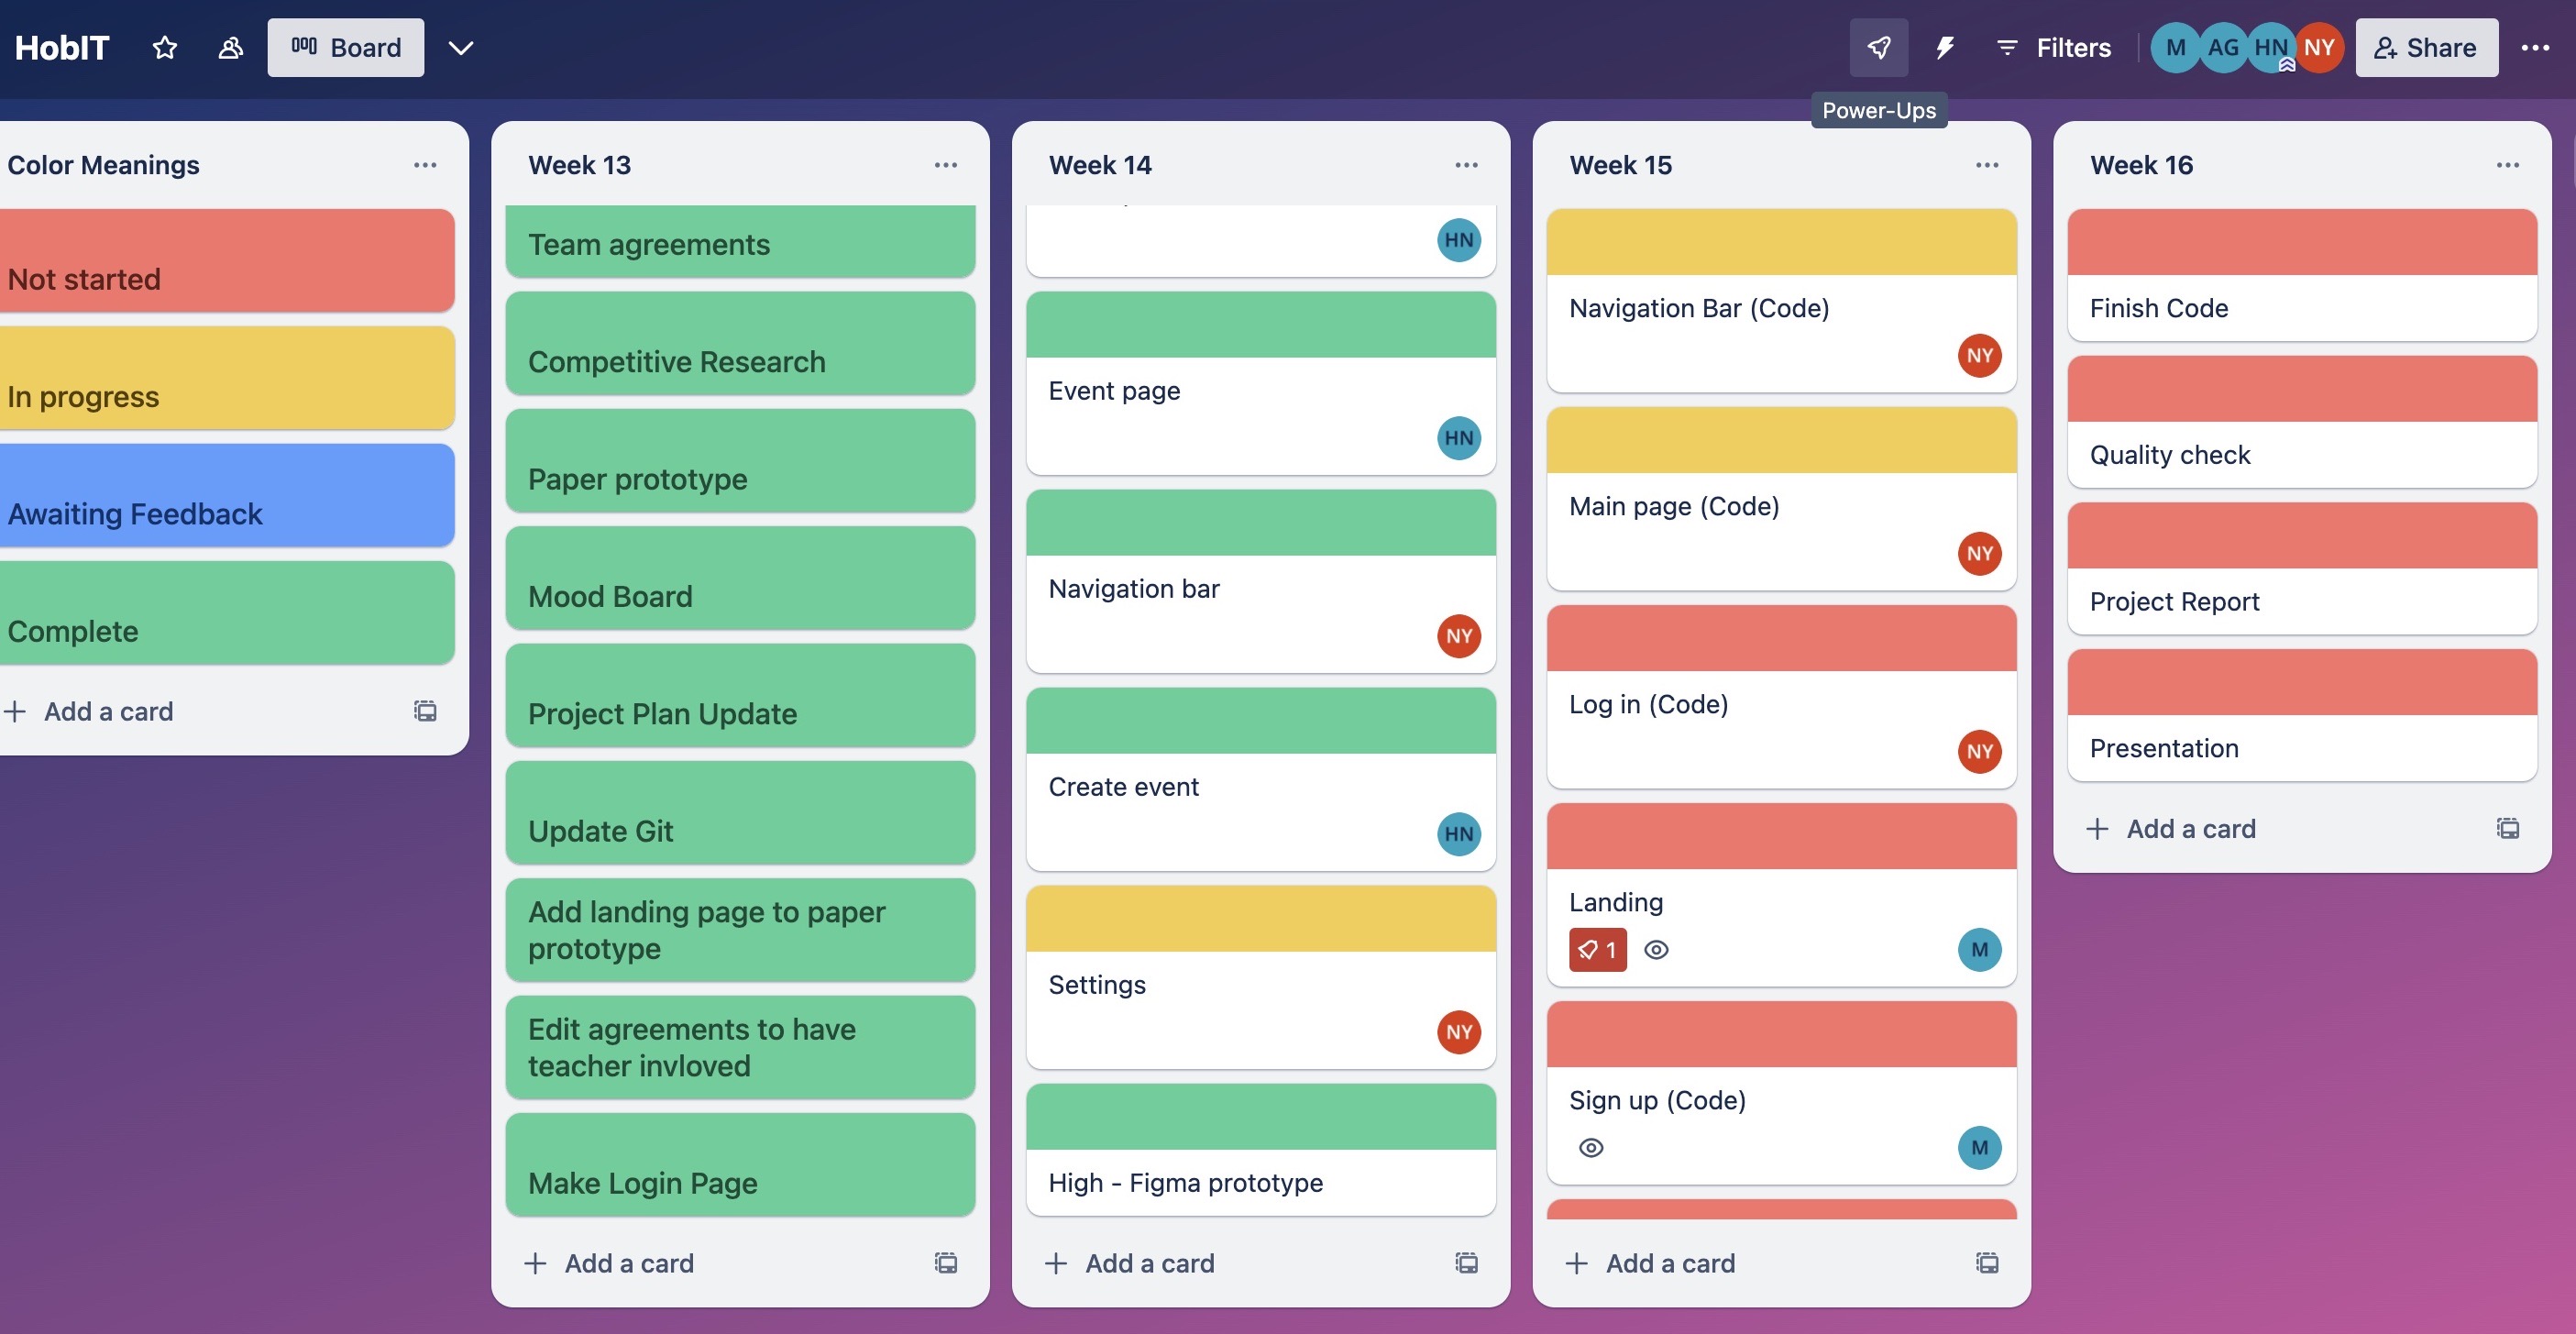 HobIT
Board
Filters
M
AG
HN
NY
Share
Power-Ups
Color Meanings
Not started
In progress
Awaiting Feedback
Complete
Add a card
Week 13
Team agreements
Competitive Research
Paper prototype
Mood Board
Project Plan Update
Update Git
Add landing page to paper
prototype
Edit agreements to have
teacher invloved
Make Login Page
Add a card
Week 14
HN
Event page
HN
Navigation bar
NY
Create event
HN
Settings
NY
High - Figma prototype
Add a card
Week 15
Navigation Bar (Code)
NY
Main page (Code)
NY
Log in (Code)
NY
Landing
1
M
Sign up (Code)
M
Add a card
Week 16
Finish Code
Quality check
Project Report
Presentation
Add a card